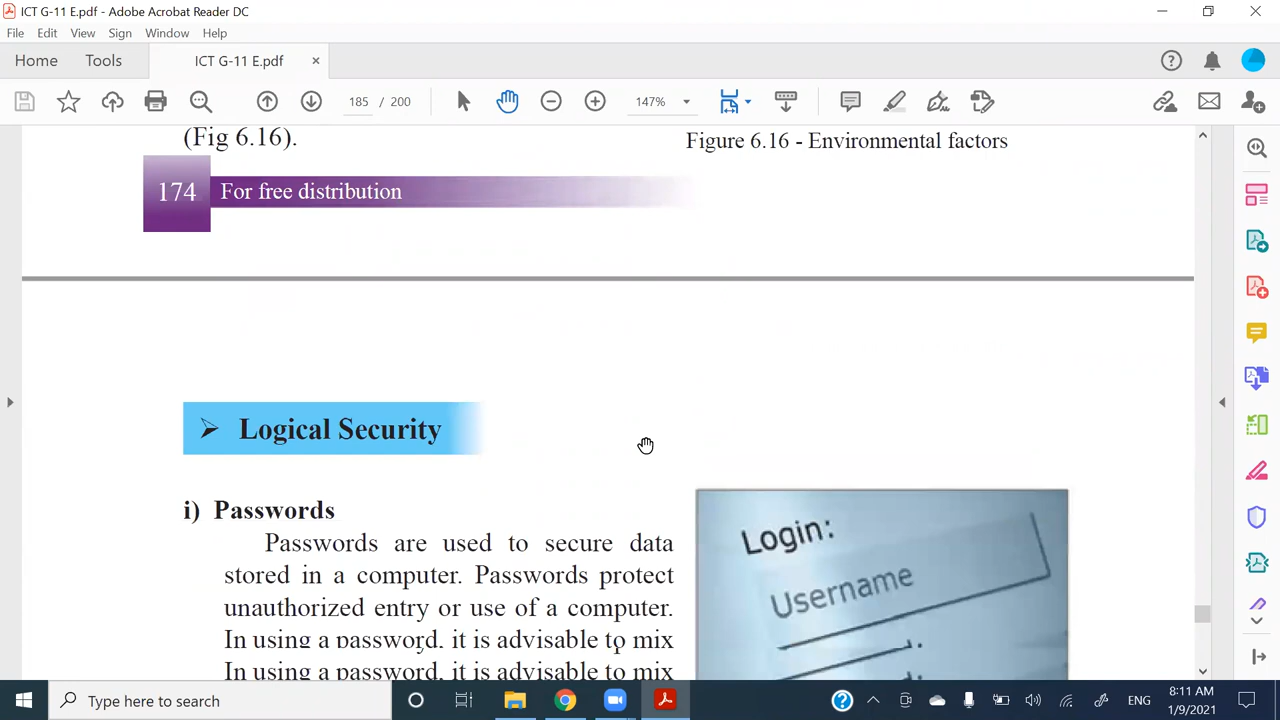 ICT G-11 E.pdf - Adobe Acrobat Reader DC
File Edit View Sign Window Help
Home Tools ICT G-11 E.pdf ×
185 / 200 147%
(Fig 6.16).
Figure 6.16 - Environmental factors
174 For free distribution
➢ Logical Security
i) Passwords
Passwords are used to secure data
stored in a computer. Passwords protect
unauthorized entry or use of a computer.
In using a password, it is advisable to mix
In using a password, it is advisable to mix
Login:
Username
Type here to search
ENG
8:11 AM
1/9/2021